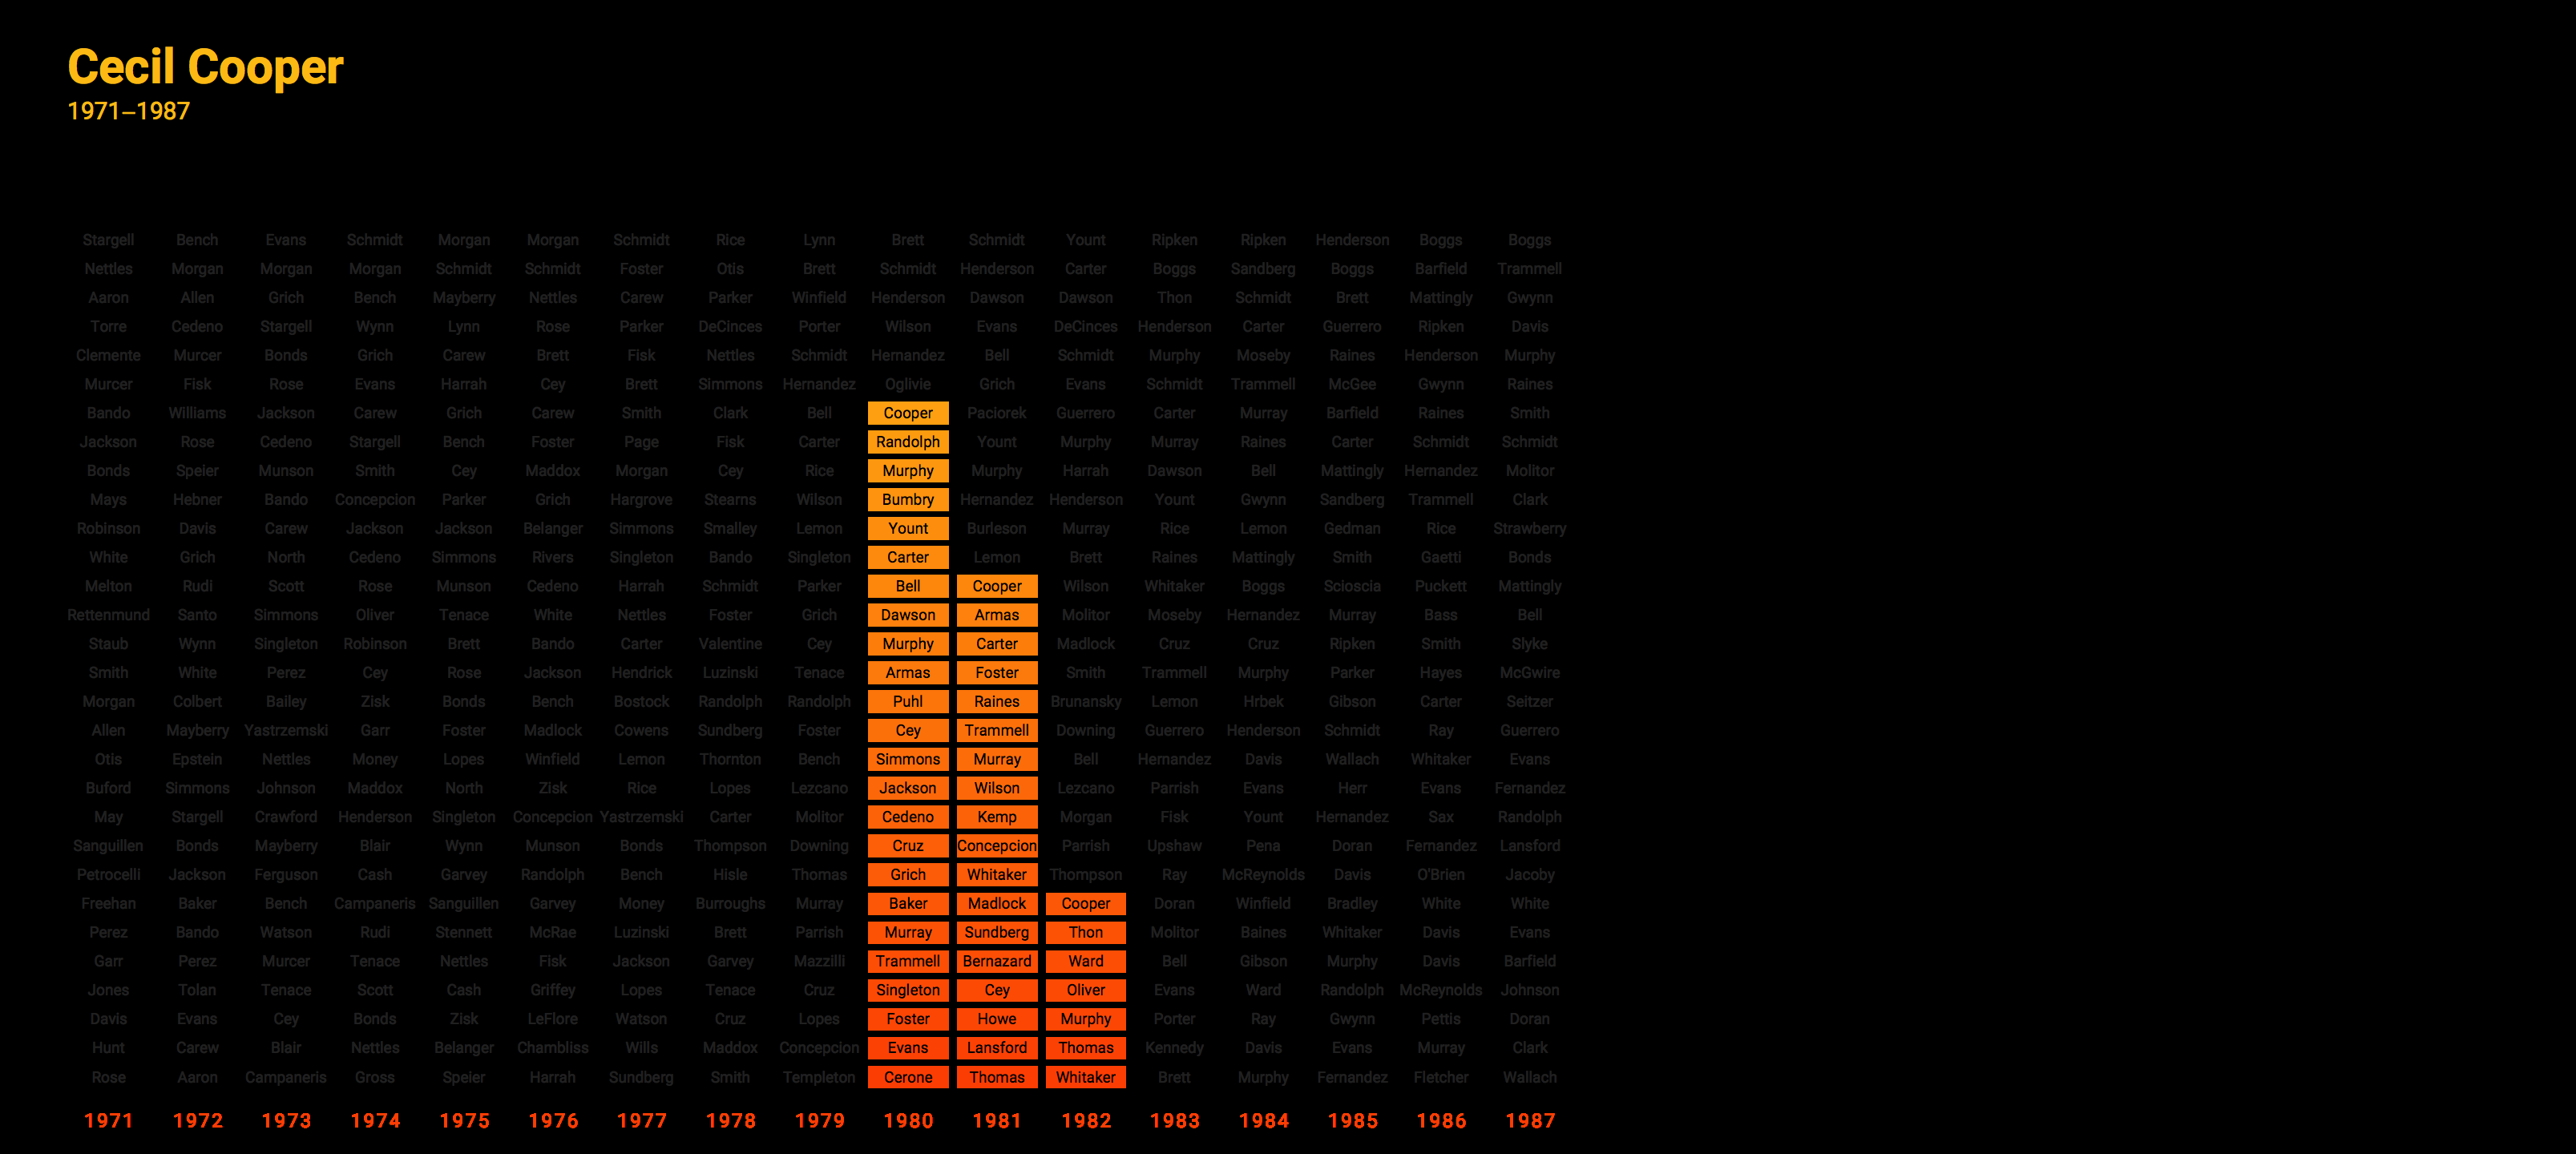 Cecil Cooper
1971–1987
Stargell Bench Evans Schmidt Morgan Morgan Schmidt Rice Lynn Brett Schmidt Yount Ripken Ripken Henderson Boggs Boggs
Nettles Morgan Morgan Morgan Schmidt Schmidt Foster Otis Brett Schmidt Henderson Carter Boggs Sandberg Boggs Barfield Trammell
Aaron Allen Grich Bench Mayberry Nettles Carew Parker Winfield Henderson Dawson Dawson Thon Schmidt Brett Mattingly Gwynn
Torre Cedeno Stargell Wynn Lynn Rose Parker DeCinces Porter Wilson Evans DeCinces Henderson Carter Guerrero Ripken Davis
Clemente Murcer Bonds Grich Carew Brett Fisk Nettles Schmidt Hernandez Bell Schmidt Murphy Moseby Raines Henderson Murphy
Murcer Fisk Rose Evans Harrah Cey Brett Simmons Hernandez Oglivie Grich Evans Schmidt Trammell McGee Gwynn Raines
Bando Williams Jackson Carew Grich Carew Smith Clark Bell Cooper Paciorek Guerrero Carter Murray Barfield Raines Smith
Jackson Rose Cedeno Stargell Bench Foster Page Fisk Carter Randolph Yount Murphy Murray Raines Carter Schmidt Schmidt
Bonds Speier Munson Smith Cey Maddox Morgan Cey Rice Murphy Murphy Harrah Dawson Bell Mattingly Hernandez Molitor
Mays Hebner Bando Concepcion Parker Grich Hargrove Stearns Wilson Bumbry Hernandez Henderson Yount Gwynn Sandberg Trammell Clark
Robinson Davis Carew Jackson Jackson Belanger Simmons Smalley Lemon Yount Burleson Murray Rice Lemon Gedman Rice Strawberry
White Grich North Cedeno Simmons Rivers Singleton Bando Singleton Carter Lemon Brett Raines Mattingly Smith Gaetti Bonds
Melton Rudi Scott Rose Munson Cedeno Harrah Schmidt Parker Bell Cooper Wilson Whitaker Boggs Scioscia Puckett Mattingly
Rettenmund Santo Simmons Oliver Tenace White Nettles Foster Grich Dawson Armas Molitor Moseby Hernandez Murray Bass Bell
Staub Wynn Singleton Robinson Brett Bando Carter Valentine Cey Murphy Carter Madlock Cruz Cruz Ripken Smith Slyke
Smith White Perez Cey Rose Jackson Hendrick Luzinski Tenace Armas Foster Smith Trammell Murphy Parker Hayes McGwire
Morgan Colbert Bailey Zisk Bonds Bench Bostock Randolph Randolph Puhl Raines Brunansky Lemon Hrbek Gibson Carter Seitzer
Allen Mayberry Yastrzemski Garr Foster Madlock Cowens Sundberg Foster Cey Trammell Downing Guerrero Henderson Schmidt Ray Guerrero
Otis Epstein Nettles Money Lopes Winfield Lemon Thornton Bench Simmons Murray Bell Hernandez Davis Wallach Whitaker Evans
Buford Simmons Johnson Maddox North Zisk Rice Lopes Lezcano Jackson Wilson Lezcano Parrish Evans Herr Evans Fernandez
May Stargell Crawford Henderson Singleton Concepcion Yastrzemski Carter Molitor Cedeno Kemp Morgan Fisk Yount Hernandez Sax Randolph
Sanguillen Bonds Mayberry Blair Wynn Munson Bonds Thompson Downing Cruz Concepcion Parrish Upshaw Pena Doran Fernandez Lansford
Petrocelli Jackson Ferguson Cash Garvey Randolph Bench Hisle Thomas Grich Whitaker Thompson Ray McReynolds Davis O'Brien Jacoby
Freehan Baker Bench Campaneris Sanguillen Garvey Money Burroughs Murray Baker Madlock Cooper Doran Winfield Bradley White White
Perez Bando Watson Rudi Stennett McRae Luzinski Brett Parrish Murray Sundberg Thon Molitor Baines Whitaker Davis Evans
Garr Perez Murcer Tenace Nettles Fisk Jackson Garvey Mazzilli Trammell Bernazard Ward Bell Gibson Murphy Davis Barfield
Jones Tolan Tenace Scott Cash Griffey Lopes Tenace Cruz Singleton Cey Oliver Evans Ward Randolph McReynolds Johnson
Davis Evans Cey Bonds Zisk LeFlore Watson Cruz Lopes Foster Howe Murphy Porter Ray Gwynn Pettis Doran
Hunt Carew Blair Nettles Belanger Chambliss Wills Maddox Concepcion Evans Lansford Thomas Kennedy Davis Evans Murray Clark
Rose Aaron Campaneris Gross Speier Harrah Sundberg Smith Templeton Cerone Thomas Whitaker Brett Murphy Fernandez Fletcher Wallach
1971 1972 1973 1974 1975 1976 1977 1978 1979 1980 1981 1982 1983 1984 1985 1986 1987